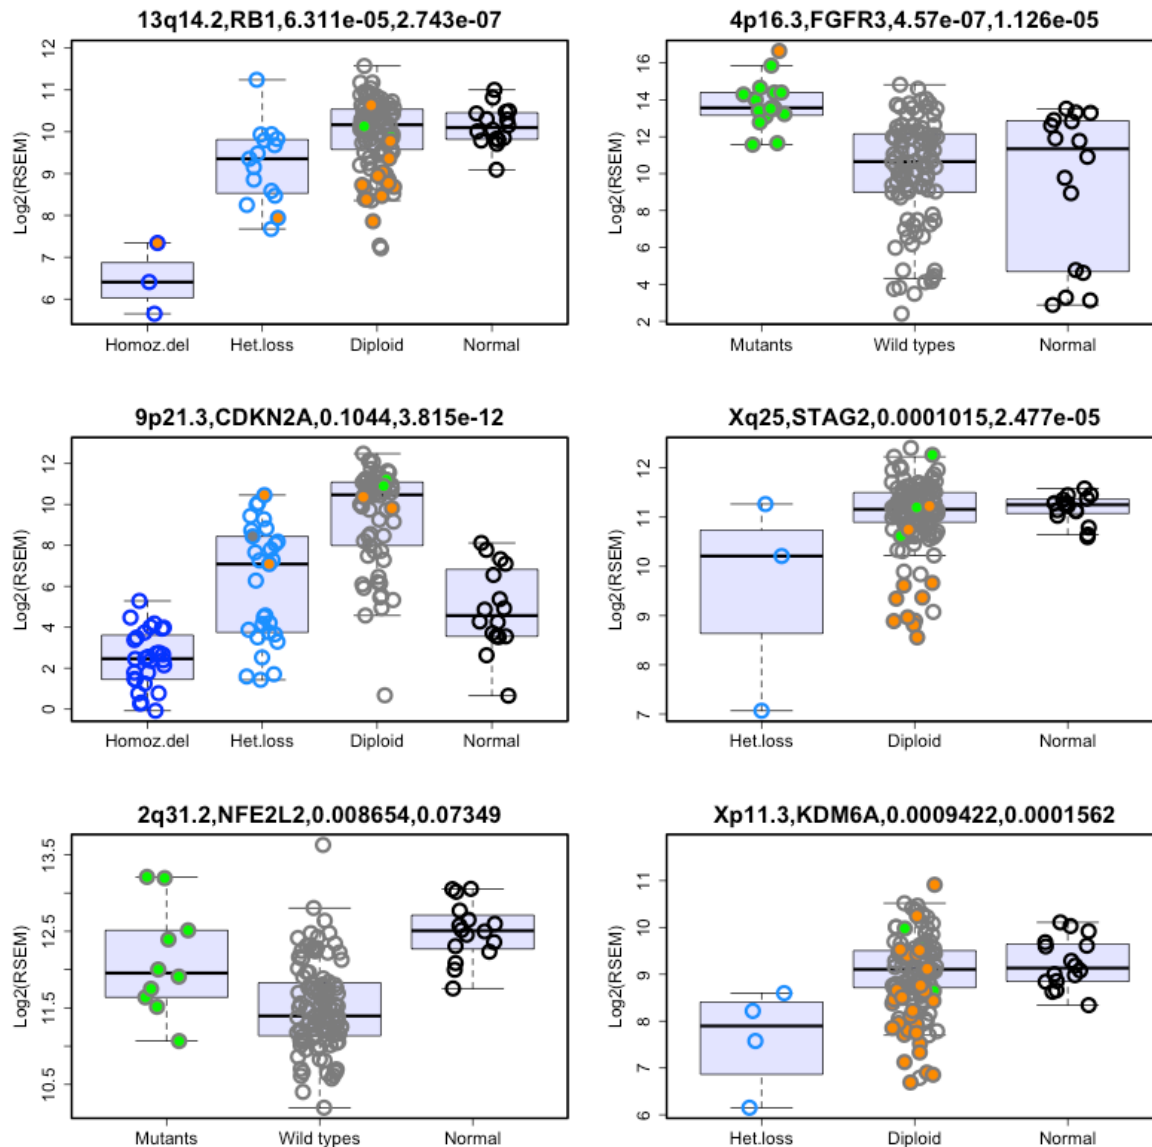 13q14.2,RB1,6.311e-05,2.743e-07
Log2(RSEM)
12
11
10
9
8
7
6
Homoz.del Het.loss Diploid Normal
4p16.3,FGFR3,4.57e-07,1.126e-05
Log2(RSEM)
16
14
12
10
8
6
4
2
Mutants Wild types Normal
9p21.3,CDKN2A,0.1044,3.815e-12
Log2(RSEM)
12
10
8
6
4
2
0
Homoz.del Het.loss Diploid Normal
Xq25,STAG2,0.0001015,2.477e-05
Log2(RSEM)
12
11
10
9
8
7
Het.loss Diploid Normal
2q31.2,NFE2L2,0.008654,0.07349
Log2(RSEM)
13.5
12.5
11.5
10.5
Mutants Wild types Normal
Xp11.3,KDM6A,0.0009422,0.0001562
Log2(RSEM)
11
10
9
8
7
6
Het.loss Diploid Normal